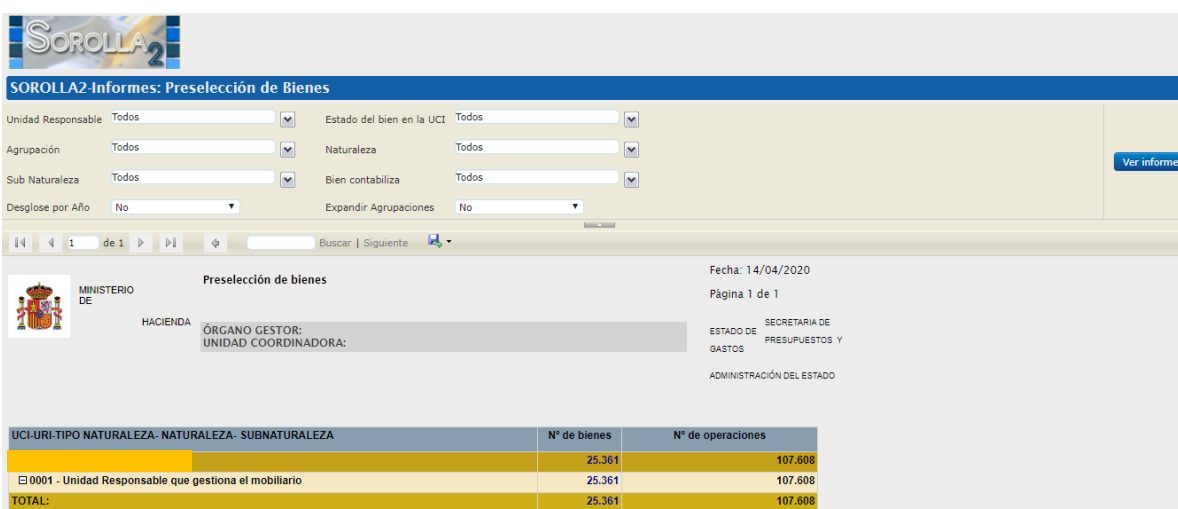 SOROLLA2
SOROLLA2-Informes: Preselección de Bienes
Unidad Responsable Todos Estado del bien en la UCI Todos
Agrupación Todos Naturaleza Todos
Ver informe
Sub Naturaleza Todos Bien contabiliza Todos
Desglose por Año No Expandir Agrupaciones No
1 de 1 Buscar | Siguiente
Fecha: 14/04/2020
Preselección de bienes
MINISTERIO
DE
Página 1 de 1
HACIENDA
SECRETARIA DE
ESTADO DE PRESUPUESTOS Y
GASTOS
ÓRGANO GESTOR:
UNIDAD COORDINADORA:
ADMINISTRACIÓN DEL ESTADO
UCI-URI-TIPO NATURALEZA- NATURALEZA- SUBNATURALEZA Nº de bienes Nº de operaciones
25.361 107.608
0001 - Unidad Responsable que gestiona el mobiliario 25.361 107.608
TOTAL: 25.361 107.608